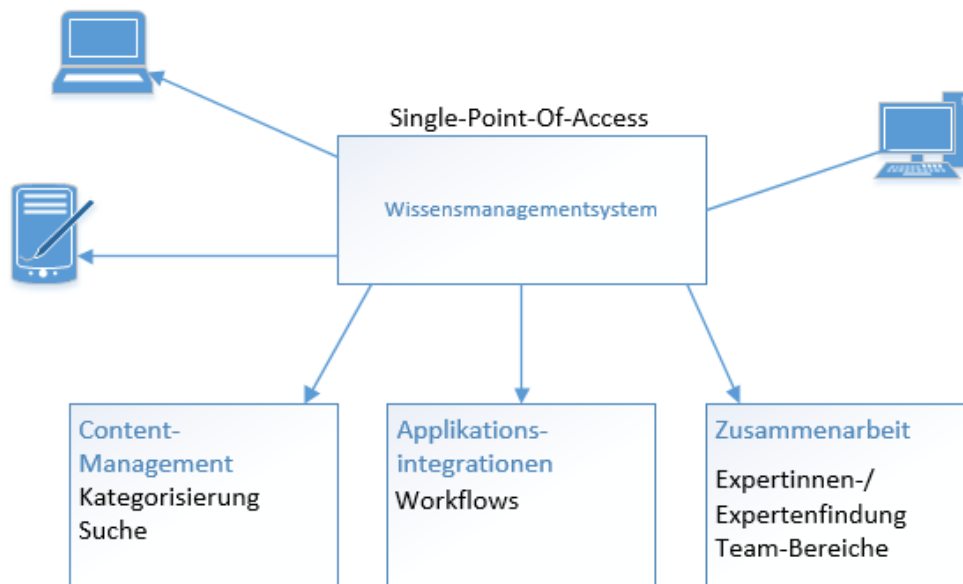 Single-Point-Of-Access
Wissensmanagementsystem
Content-
Management
Kategorisierung
Suche
Applikations-
integrationen
Workflows
Zusammenarbeit
Expertinnen-/
Expertenfindung
Team-Bereiche